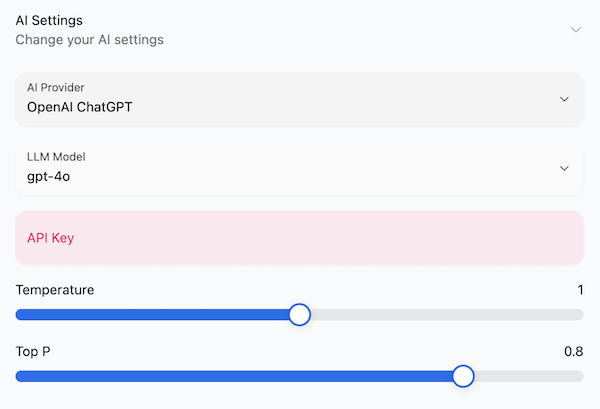 AI Settings
Change your AI settings
AI Provider
OpenAI ChatGPT
LLM Model
gpt-4o
API Key
Temperature 1
Top P 0.8